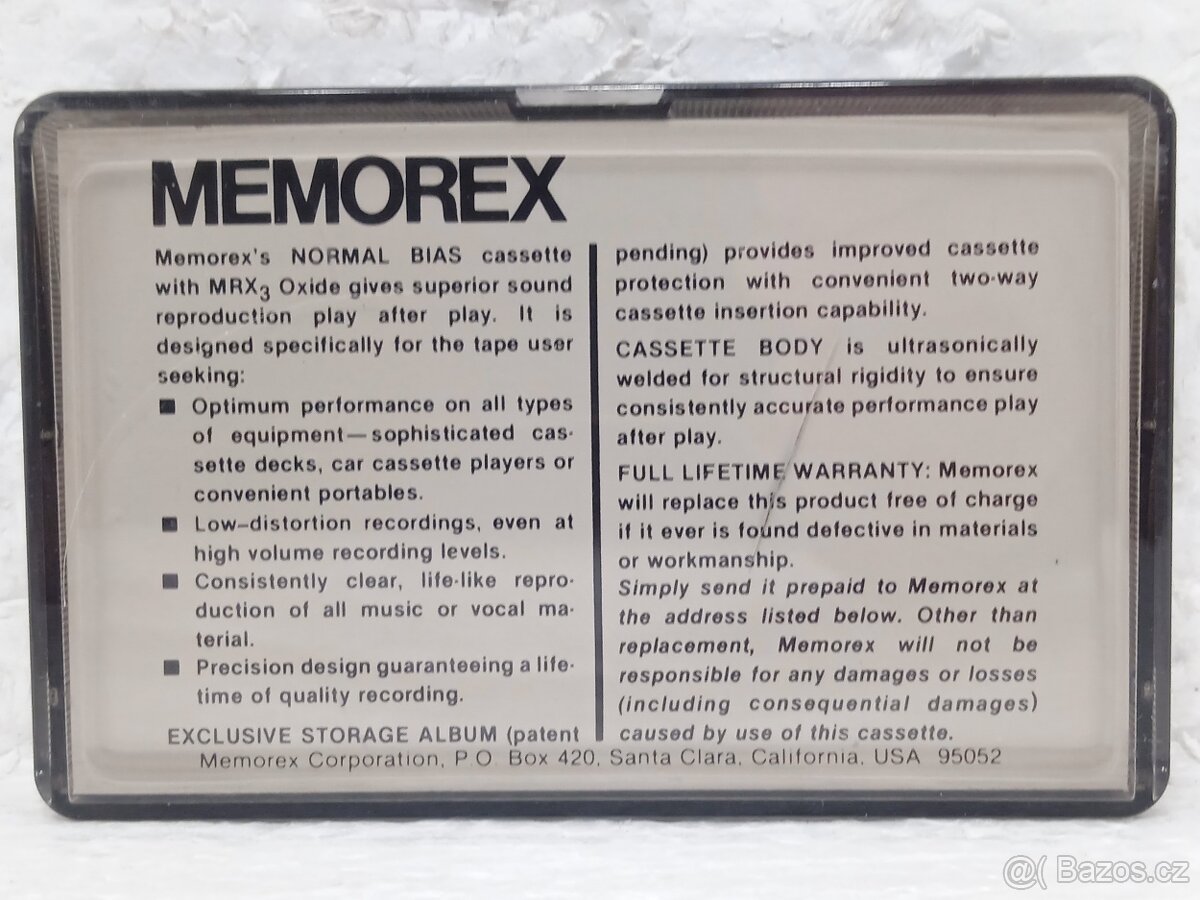 MEMOREX
Memorex's NORMAL BIAS cassette
with MRX3 Oxide gives superior sound
reproduction play after play. It is
designed specifically for the tape user
seeking:
■ Optimum performance on all types
of equipment—sophisticated cas-
sette decks, car cassette players or
convenient portables.
■ Low-distortion recordings, even at
high volume recording levels.
■ Consistently clear, life-like repro-
duction of all music or vocal ma-
terial.
■ Precision design guaranteeing a life-
time of quality recording.
EXCLUSIVE STORAGE ALBUM (patent
pending) provides improved cassette
protection with convenient two-way
cassette insertion capability.
CASSETTE BODY is ultrasonically
welded for structural rigidity to ensure
consistently accurate performance play
after play.
FULL LIFETIME WARRANTY: Memorex
will replace this product free of charge
if it ever is found defective in materials
or workmanship.
Simply send it prepaid to Memorex at
the address listed below. Other than
replacement, Memorex will not be
responsible for any damages or losses
(including consequential damages)
caused by use of this cassette.
Memorex Corporation, P.O. Box 420, Santa Clara, California, USA 95052
@( Bazos.cz